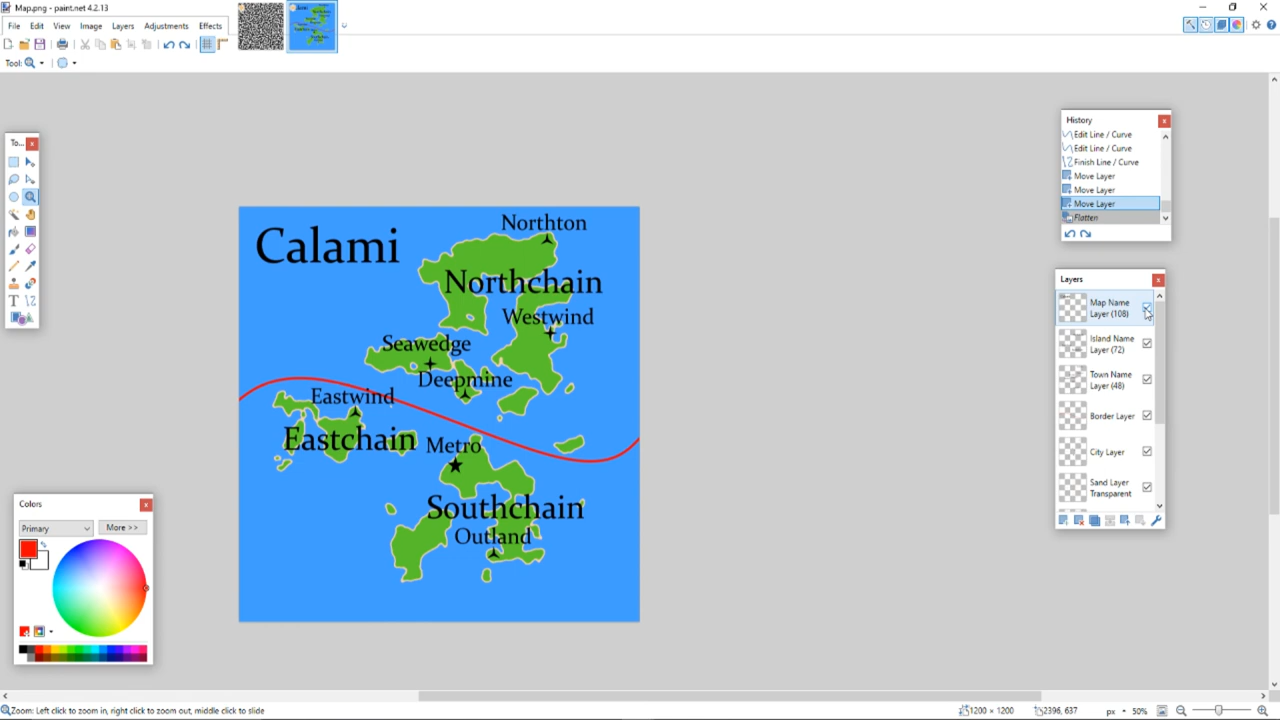 Map.png - paint.net 4.2.13
File Edit View Image Layers Adjustments Effects
Tool:
To...
History
Edit Line / Curve
Edit Line / Curve
Finish Line / Curve
Move Layer
Move Layer
Move Layer
Flatten
Calami
Northton
Northchain
Westwind
Seawedge
Deepmine
Eastwind
Eastchain
Metro
Southchain
Outland
Layers
Map Name
Layer (108)
Island Name
Layer (72)
Town Name
Layer (48)
Border Layer
City Layer
Sand Layer
Transparent
Colors
Primary
More >>
Zoom: Left click to zoom in, right click to zoom out, middle click to slide
1200 × 1200
2396, 637
px
50%